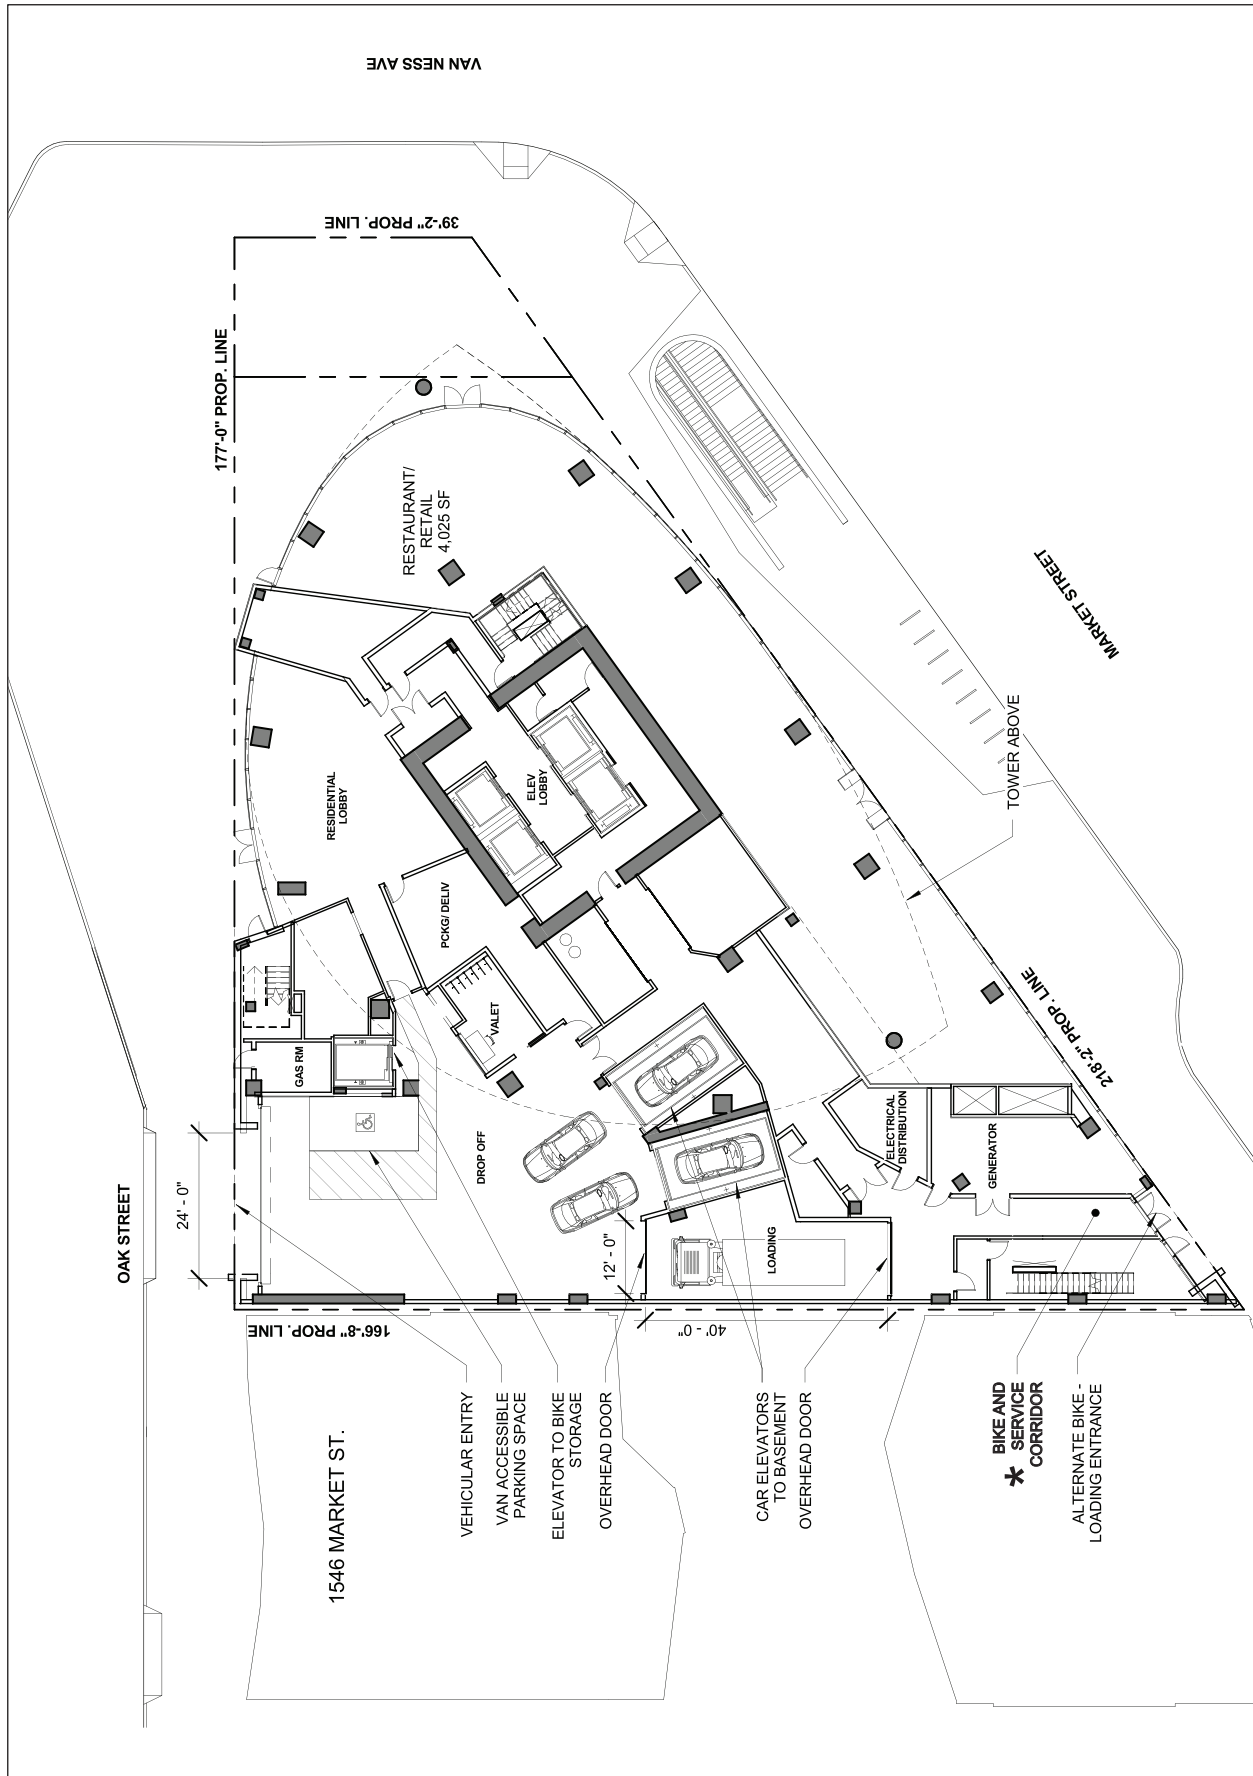 VAN NESS AVE
39'-2" PROP. LINE
177'-0" PROP. LINE
RESTAURANT/
RETAIL
4,025 SF
MARKET STREET
TOWER ABOVE
RESIDENTIAL
LOBBY
ELEV
LOBBY
PCKG/ DELIV
VALET
GAS RM
218'-2" PROP. LINE
ELECTRICAL
DISTRIBUTION
GENERATOR
DROP OFF
LOADING
OAK STREET
24' - 0"
12' - 0"
40' - 0"
166'-8" PROP. LINE
1546 MARKET ST.
VEHICULAR ENTRY
VAN ACCESSIBLE
PARKING SPACE
ELEVATOR TO BIKE
STORAGE
OVERHEAD DOOR
CAR ELEVATORS
TO BASEMENT
OVERHEAD DOOR
* BIKE AND
SERVICE
CORRIDOR
ALTERNATE BIKE -
LOADING ENTRANCE